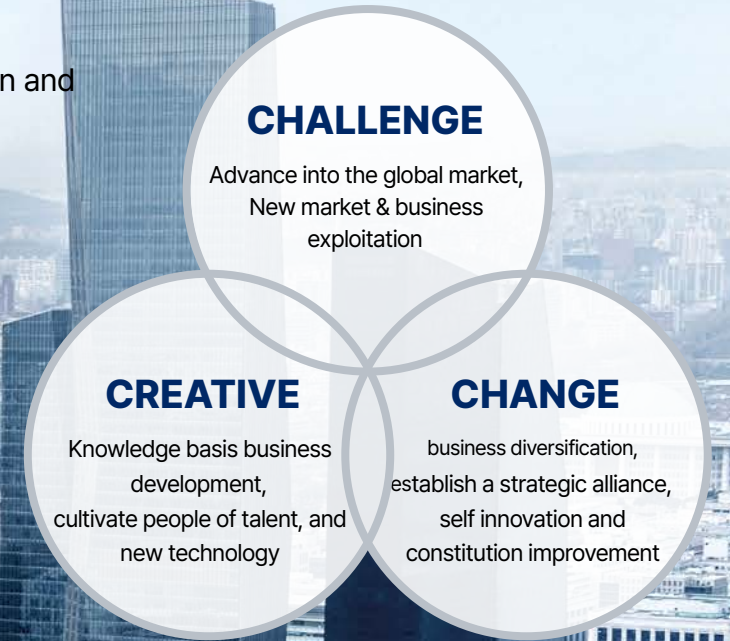 n and
CHALLENGE
Advance into the global market,
New market & business
exploitation
CREATIVE
Knowledge basis business
development,
cultivate people of talent, and
new technology
CHANGE
business diversification,
establish a strategic alliance,
self innovation and
constitution improvement